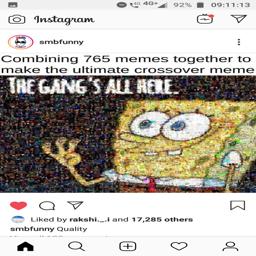 4G+ 92% 09:11:13
Instagram
smbfunny
Combining 765 memes together to
make the ultimate crossover meme
THE GANG'S ALL HERE.
Liked by rakshi._.i and 17,285 others
smbfunny Quality